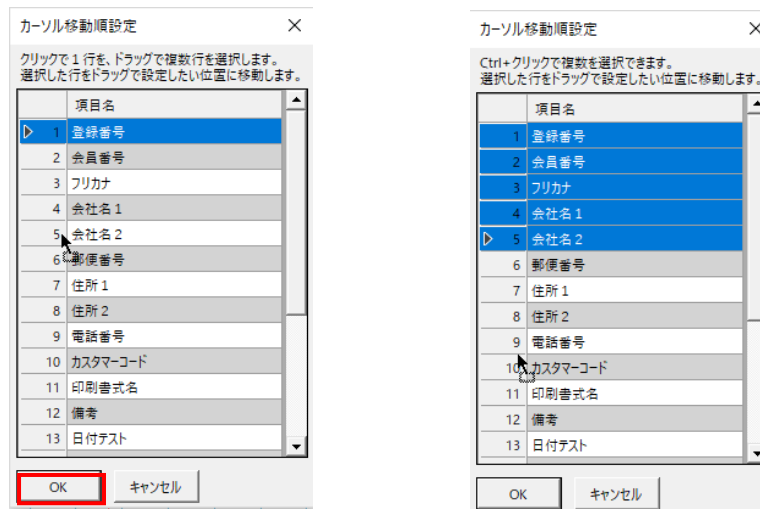 カーソル移動順設定
クリックで1行を、ドラッグで複数行を選択します。
選択した行をドラッグで設定したい位置に移動します。
項目名
1 登録番号
2 会員番号
3 フリカナ
4 会社名1
5 会社名2
6 郵便番号
7 住所1
8 住所2
9 電話番号
10 カスタマーコード
11 印刷書式名
12 備考
13 日付テスト
OK キャンセル
カーソル移動順設定
Ctrl+クリックで複数を選択できます。
選択した行をドラッグで設定したい位置に移動します。
項目名
1 登録番号
2 会員番号
3 フリカナ
4 会社名1
5 会社名2
6 郵便番号
7 住所1
8 住所2
9 電話番号
10 カスタマーコード
11 印刷書式名
12 備考
13 日付テスト
OK キャンセル